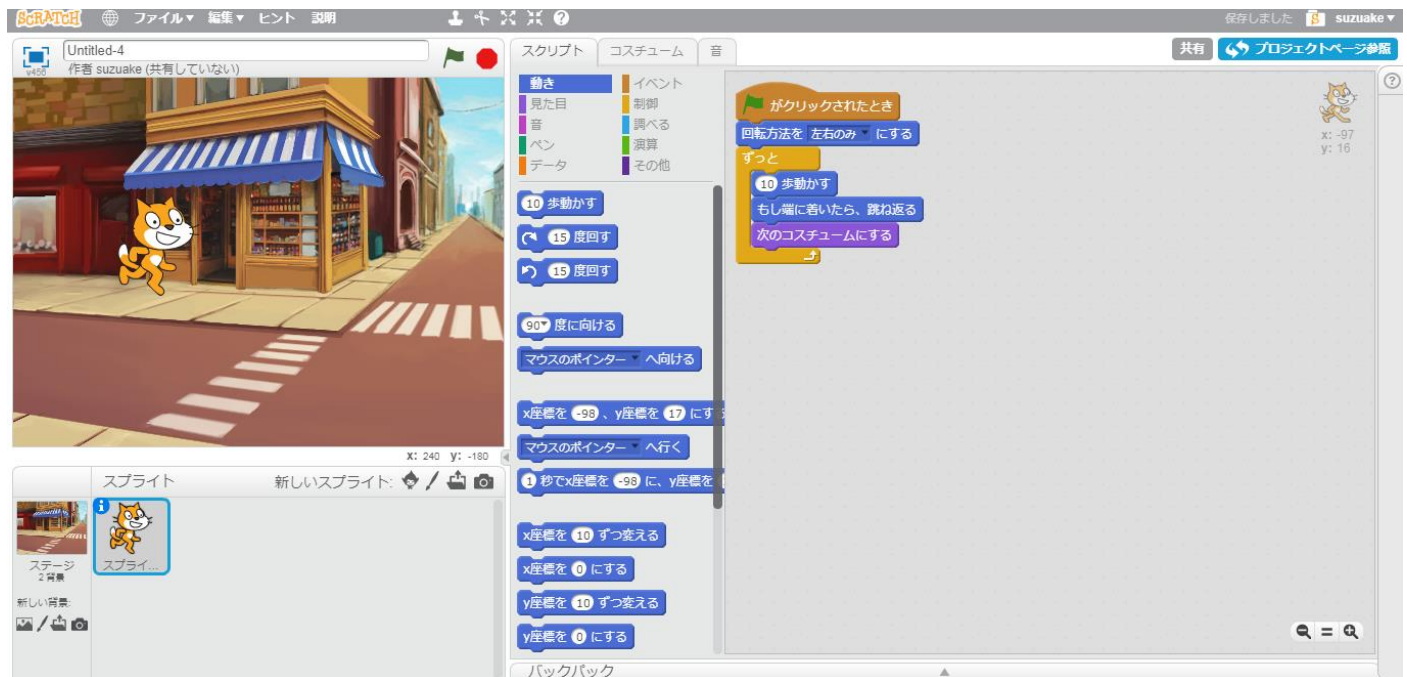 SCRATCH ファイル▼ 編集▼ ヒント 説明 保存しました suzuake▼
Untitled-4
作者 suzuake (共有していない)
v456
スクリプト コスチューム 音
共有 プロジェクトページ参照
動き イベント
見た目 制御
音 調べる
ペン 演算
データ その他
10 歩動かす
15 度回す
15 度回す
90▼ 度に向ける
マウスのポインター へ向ける
x座標を -98 、y座標を 17 にす
マウスのポインター へ行く
1 秒でx座標を -98 に、y座標を
x座標を 10 ずつ変える
x座標を 0 にする
y座標を 10 ずつ変える
y座標を 0 にする
がクリックされたとき
回転方法を 左右のみ にする
ずっと
10 歩動かす
もし端に着いたら、跳ね返る
次のコスチュームにする
x: -97
y: 16
x: 240 y: -180
スプライト 新しいスプライト:
ステージ
2 背景
スプライ...
新しい背景:
バックパック